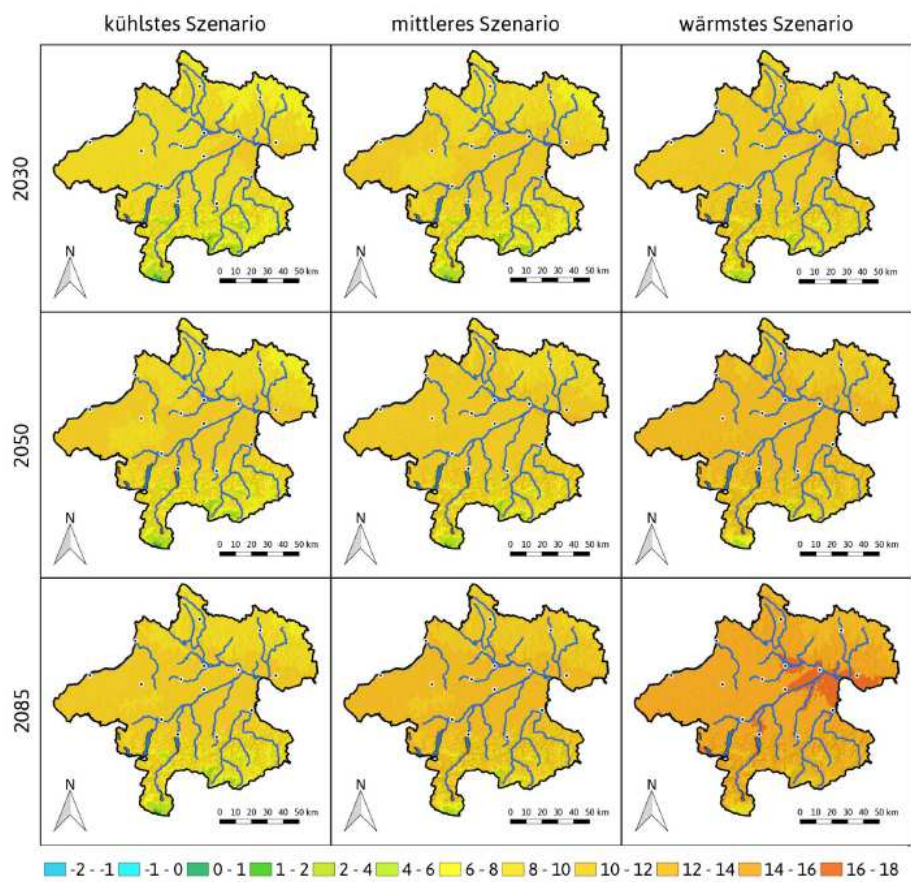 kühlstes Szenario mittleres Szenario wärmstes Szenario
2030
N N N
0 10 20 30 40 50 km 0 10 20 30 40 50 km 0 10 20 30 40 50 km
2050
N N N
0 10 20 30 40 50 km 0 10 20 30 40 50 km 0 10 20 30 40 50 km
2085
N N N
0 10 20 30 40 50 km 0 10 20 30 40 50 km 0 10 20 30 40 50 km
-2 - -1 -1 - 0 0 - 1 1 - 2 2 - 4 4 - 6 6 - 8 8 - 10 10 - 12 12 - 14 14 - 16 16 - 18